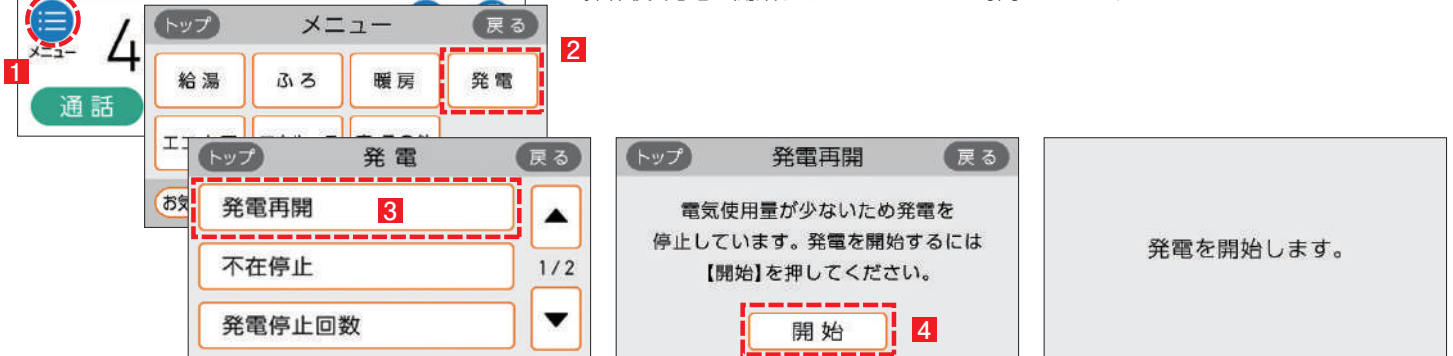 メニュー
4
1
通話
トップ
メニュー
戻る
2
給湯
ふろ
暖房
発電
トップ
発電
戻る
発電再開
3
不在停止
1/2
発電停止回数
トップ
発電再開
戻る
電気使用量が少ないため発電を
停止しています。発電を開始するには
【開始】を押してください。
開始
4
発電を開始します。